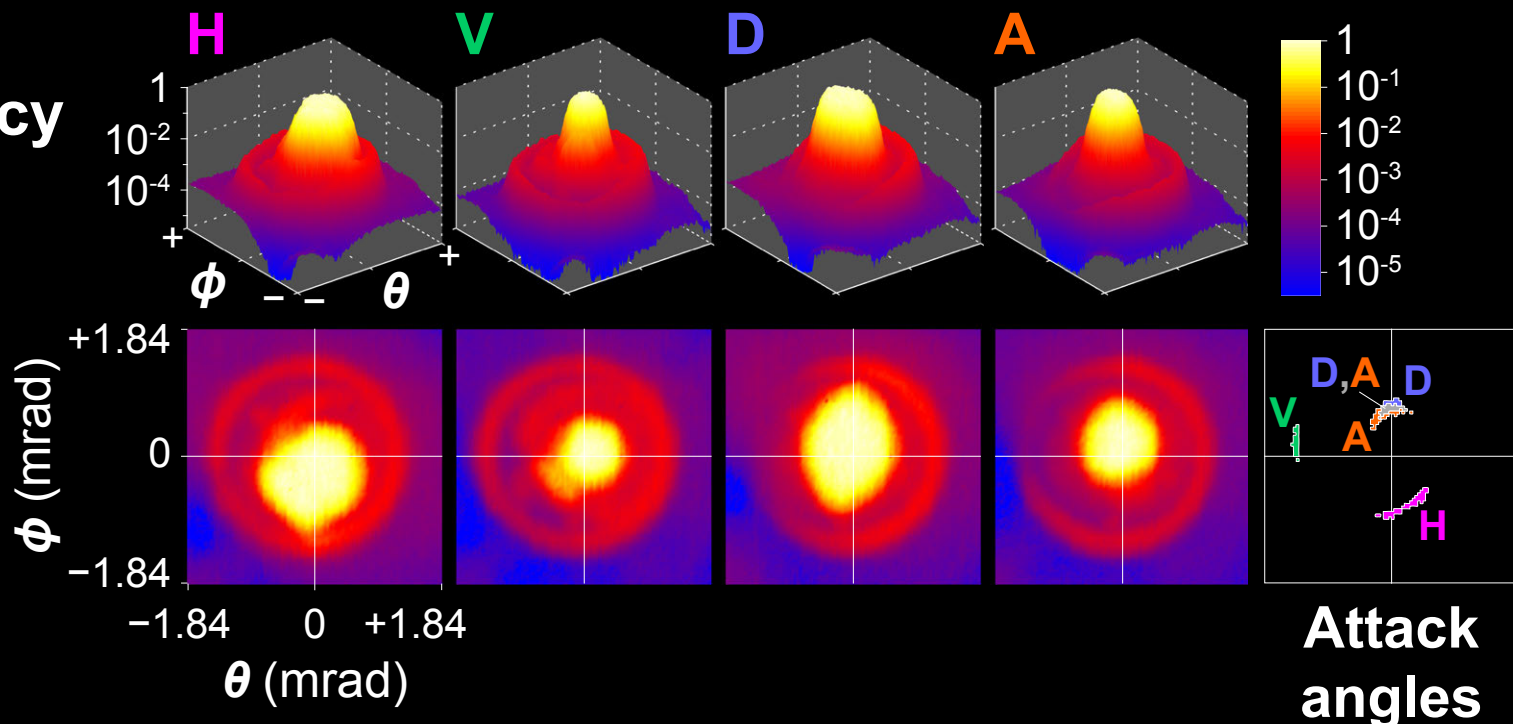 H V D A
cy
1
10-2
10-4
+
ϕ
− −
θ
+
1
10-1
10-2
10-3
10-4
10-5
+1.84
0
−1.84
ϕ (mrad)
−1.84 0 +1.84
θ (mrad)
D,A D
V
A
H
Attack
angles